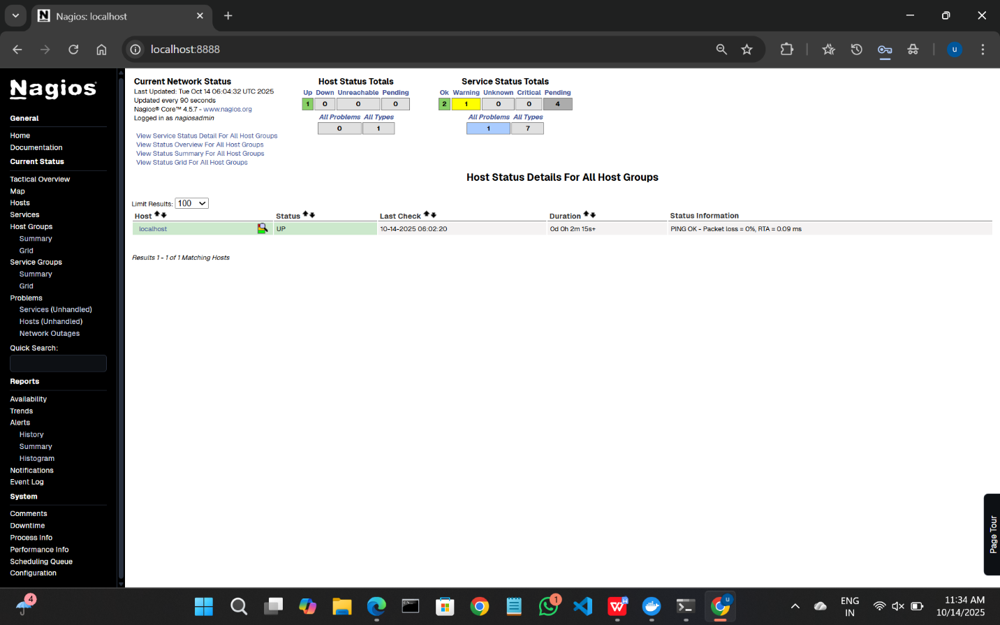 Nagios: localhost
localhost:8888
u
Nagios®
General
Home
Documentation
Current Status
Tactical Overview
Map
Hosts
Services
Host Groups
Summary
Grid
Service Groups
Summary
Grid
Problems
Services (Unhandled)
Hosts (Unhandled)
Network Outages
Quick Search:
Reports
Availability
Trends
Alerts
History
Summary
Histogram
Notifications
Event Log
System
Comments
Downtime
Process Info
Performance Info
Scheduling Queue
Configuration
Current Network Status
Last Updated: Tue Oct 14 06:04:32 UTC 2025
Updated every 90 seconds
Nagios® Core™ 4.5.7 - www.nagios.org
Logged in as nagiosadmin
View Service Status Detail For All Host Groups
View Status Overview For All Host Groups
View Status Summary For All Host Groups
View Status Grid For All Host Groups
Host Status Totals
Up Down Unreachable Pending
1 0 0 0
All Problems All Types
0 1
Service Status Totals
Ok Warning Unknown Critical Pending
2 1 0 0 4
All Problems All Types
1 7
Host Status Details For All Host Groups
Limit Results: 100
Host Status Last Check Duration Status Information
localhost UP 10-14-2025 06:02:20 0d 0h 2m 15s+ PING OK - Packet loss = 0%, RTA = 0.09 ms
Results 1 - 1 of 1 Matching Hosts
Page Tour
4
1
W
u
ENG
IN
11:34 AM
10/14/2025